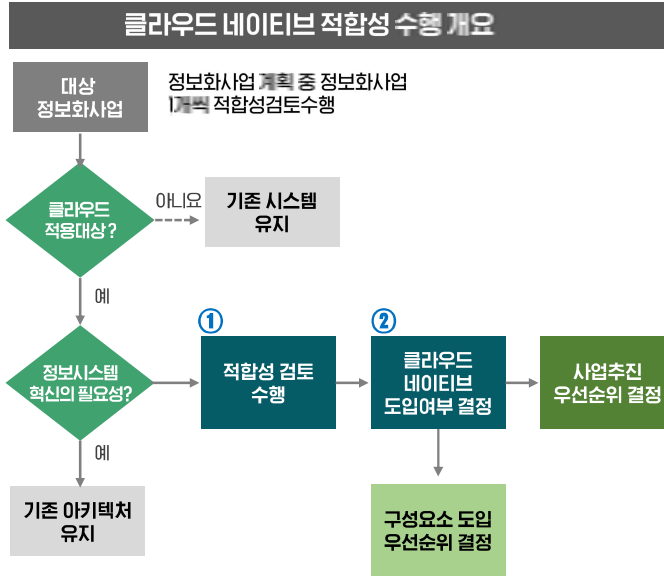 클라우드 네이티브 적합성 수행 개요
대상
정보화사업
정보화사업 계획 중 정보화사업
1개씩 적합성검토수행
클라우드
적용대상?
아니요
기존 시스템
유지
예
정보시스템
혁신의 필요성?
①
적합성 검토
수행
②
클라우드
네이티브
도입여부 결정
사업추진
우선순위 결정
예
기존 아키텍처
유지
구성요소 도입
우선순위 결정